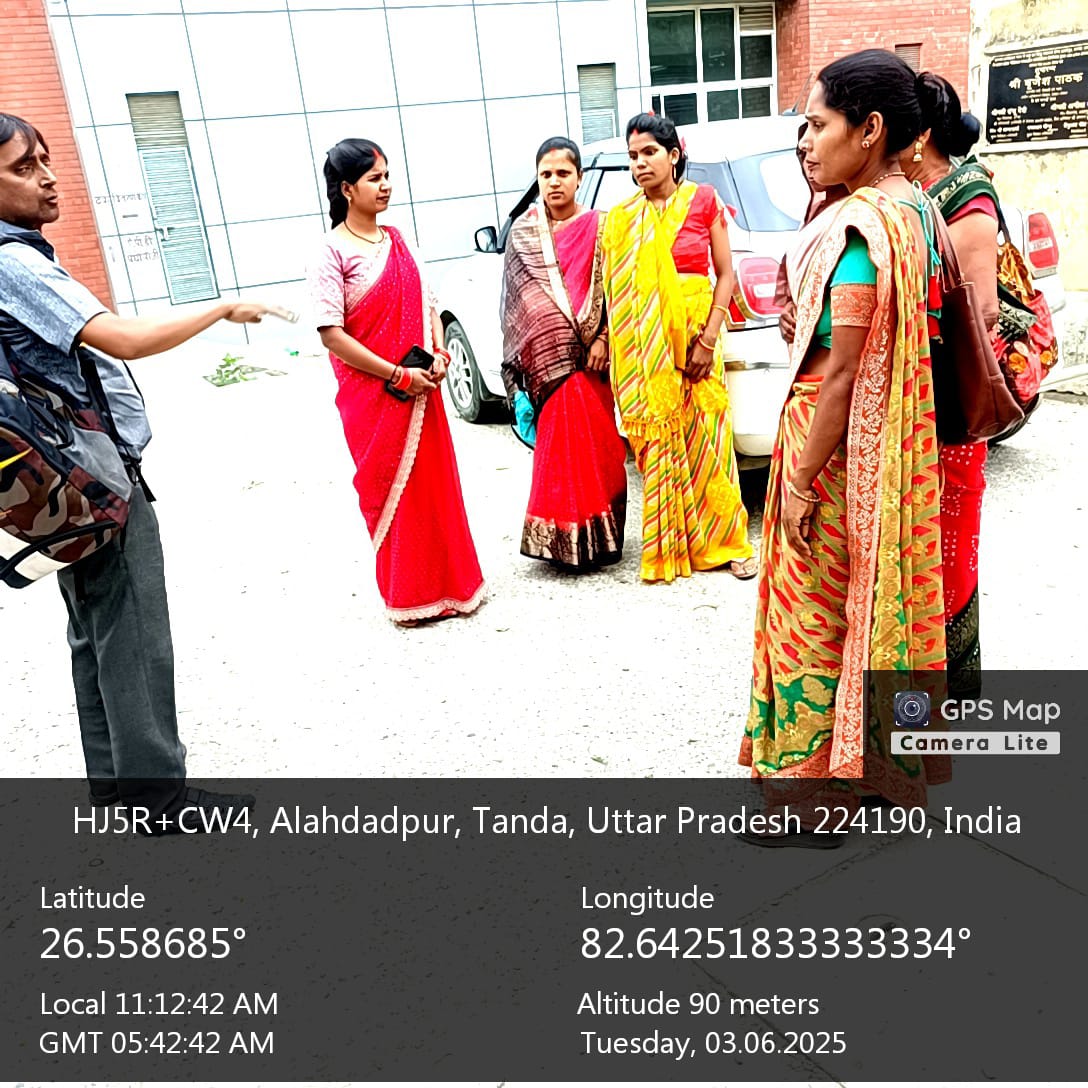 श्री बृजेश पाठक
GPS Map
Camera Lite
HJ5R+CW4, Alahdadpur, Tanda, Uttar Pradesh 224190, India
Latitude
26.558685°
Longitude
82.64251833333334°
Local 11:12:42 AM
GMT 05:42:42 AM
Altitude 90 meters
Tuesday, 03.06.2025